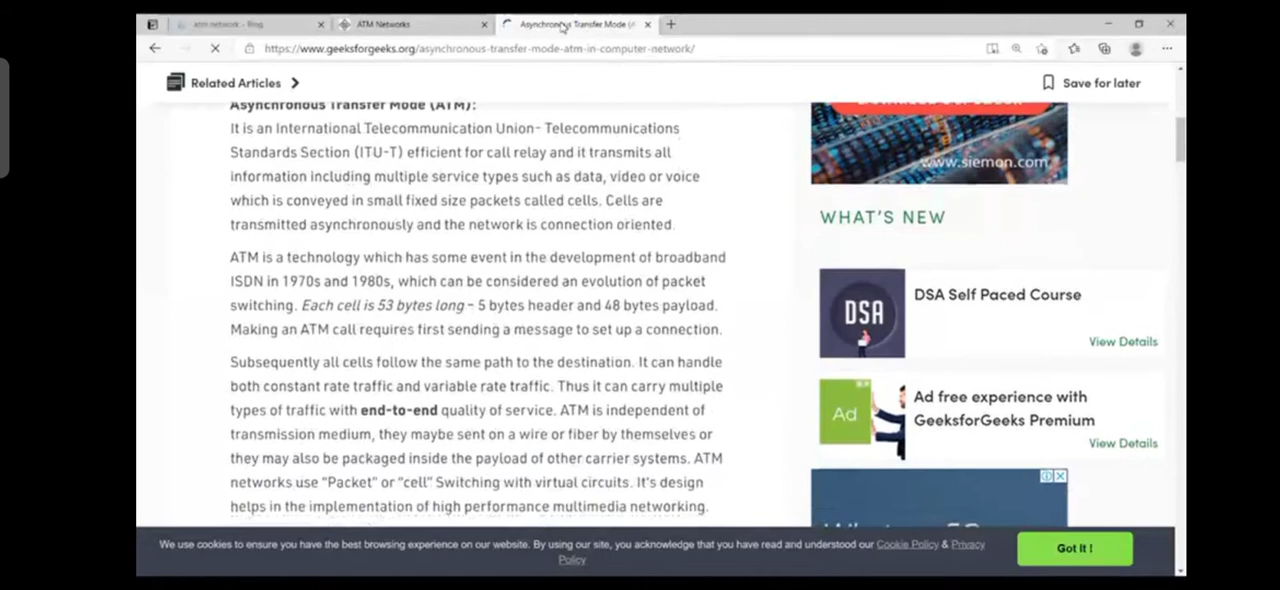 atm network - Bing
ATM Networks
Asynchronous Transfer Mode (A
https://www.geeksforgeeks.org/asynchronous-transfer-mode-atm-in-computer-network/
Related Articles
Save for later
Asynchronous Transfer Mode (ATM):
It is an International Telecommunication Union- Telecommunications
Standards Section (ITU-T) efficient for call relay and it transmits all
information including multiple service types such as data, video or voice
which is conveyed in small fixed size packets called cells. Cells are
transmitted asynchronously and the network is connection oriented.
ATM is a technology which has some event in the development of broadband
ISDN in 1970s and 1980s, which can be considered an evolution of packet
switching. Each cell is 53 bytes long – 5 bytes header and 48 bytes payload.
Making an ATM call requires first sending a message to set up a connection.
Subsequently all cells follow the same path to the destination. It can handle
both constant rate traffic and variable rate traffic. Thus it can carry multiple
types of traffic with end-to-end quality of service. ATM is independent of
transmission medium, they maybe sent on a wire or fiber by themselves or
they may also be packaged inside the payload of other carrier systems. ATM
networks use "Packet" or "cell" Switching with virtual circuits. It's design
helps in the implementation of high performance multimedia networking.
www.siemon.com
WHAT'S NEW
DSA
DSA Self Paced Course
View Details
Ad
Ad free experience with
GeeksforGeeks Premium
View Details
We use cookies to ensure you have the best browsing experience on our website. By using our site, you acknowledge that you have read and understood our Cookie Policy & Privacy
Policy
Got It !